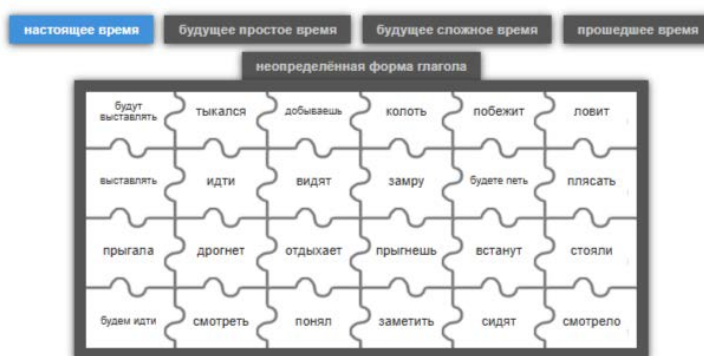 настоящее время будущее простое время будущее сложное время прошедшее время
неопределённая форма глагола
будут
выставлять тыкался добываешь колоть побежит ловит
выставлять идти видят замру будете петь плясать
прыгала дрогнет отдыхает прыгнешь встанут стояли
будем идти смотреть понял заметить сидят смотрело